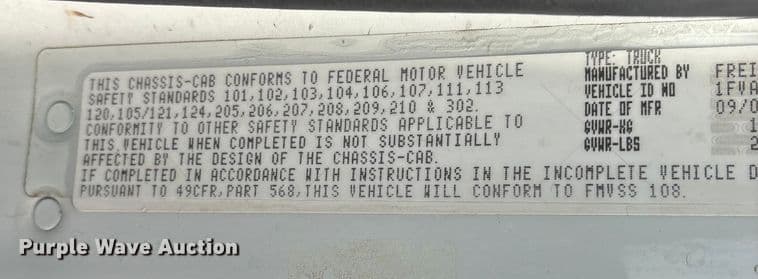 THIS CHASSIS-CAB CONFORMS TO FEDERAL MOTOR VEHICLE
SAFETY STANDARDS 101,102,103,104,106,107,111,113
120,105/121,124,205,206,207,208,209,210 & 302.
CONFORMITY TO OTHER SAFETY STANDARDS APPLICABLE TO
THIS VEHICLE WHEN COMPLETED IS NOT SUBSTANTIALLY
AFFECTED BY THE DESIGN OF THE CHASSIS-CAB.
IF COMPLETED IN ACCORDANCE WITH INSTRUCTIONS IN THE INCOMPLETE VEHICLE D
PURSUANT TO 49CFR,PART 568,THIS VEHICLE WILL CONFORM TO FMVSS 108.
TYPE: TRUCK
MANUFACTURED BY FREI
VEHICLE ID NO 1FVA
DATE OF MFR 09/0
GVWR-KG 1
GVWR-LBS 2
Purple Wave Auction